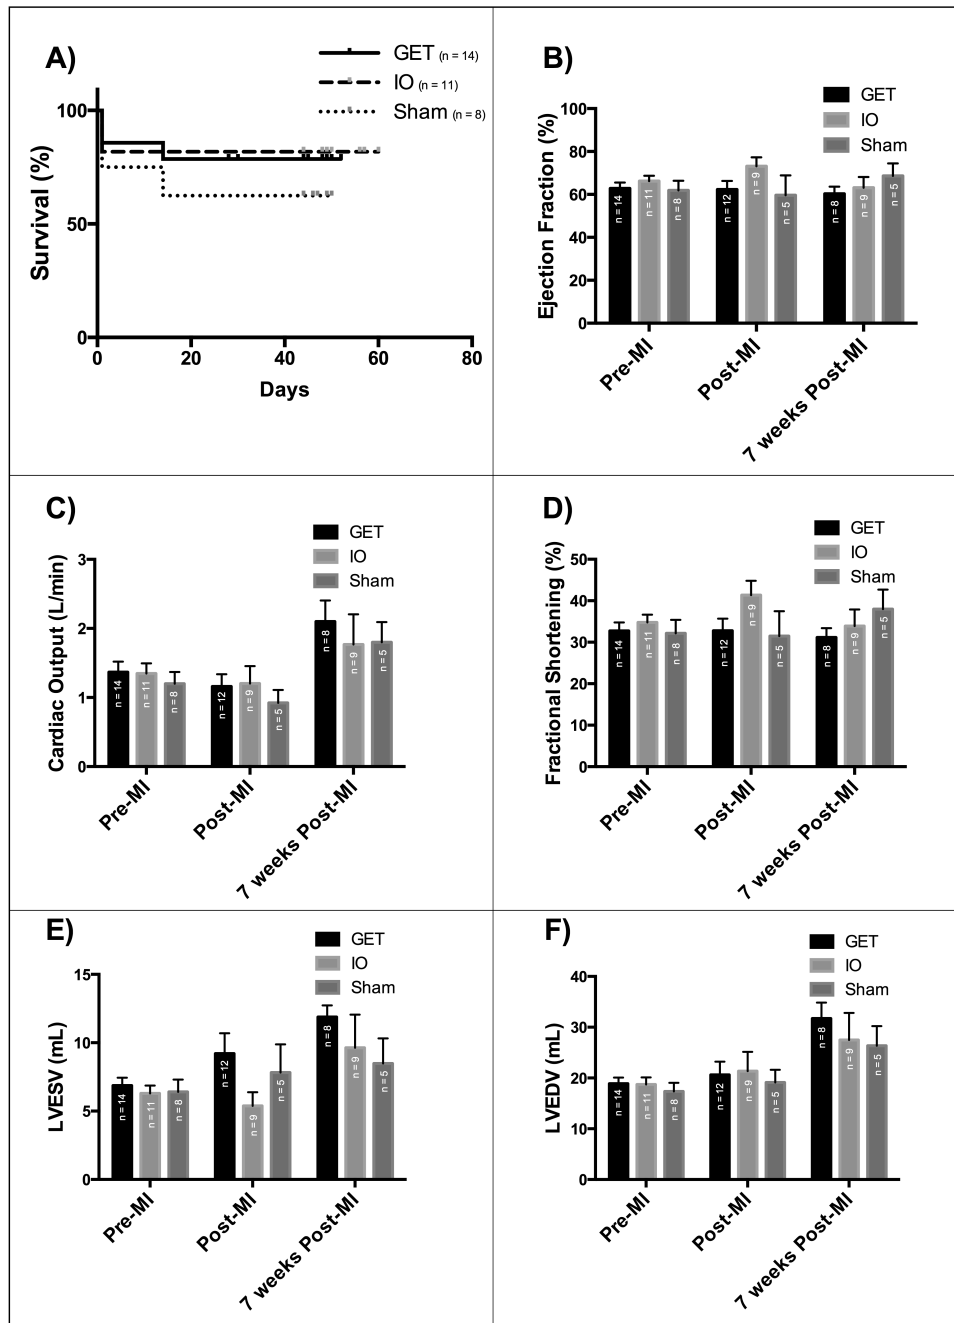 A)
GET (n = 14)
IO (n = 11)
Sham (n = 8)
Survival (%)
100
50
0
0 20 40 60 80
Days
B)
GET
IO
Sham
Ejection Fraction (%)
100
80
60
40
20
0
n = 14
n = 11
n = 8
n = 12
n = 9
n = 5
n = 8
n = 9
n = 5
Pre-MI
Post-MI
7 weeks Post-MI
C)
GET
IO
Sham
Cardiac Output (L/min)
3
2
1
0
n = 14
n = 11
n = 8
n = 12
n = 9
n = 5
n = 8
n = 9
n = 5
Pre-MI
Post-MI
7 weeks Post-MI
D)
GET
IO
Sham
Fractional Shortening (%)
50
40
30
20
10
0
n = 14
n = 11
n = 8
n = 12
n = 9
n = 5
n = 8
n = 9
n = 5
Pre-MI
Post-MI
7 weeks Post-MI
E)
GET
IO
Sham
LVESV (mL)
15
10
5
0
n = 14
n = 11
n = 8
n = 12
n = 9
n = 5
n = 8
n = 9
n = 5
Pre-MI
Post-MI
7 weeks Post-MI
F)
GET
IO
Sham
LVEDV (mL)
40
30
20
10
0
n = 14
n = 11
n = 8
n = 12
n = 9
n = 5
n = 8
n = 9
n = 5
Pre-MI
Post-MI
7 weeks Post-MI